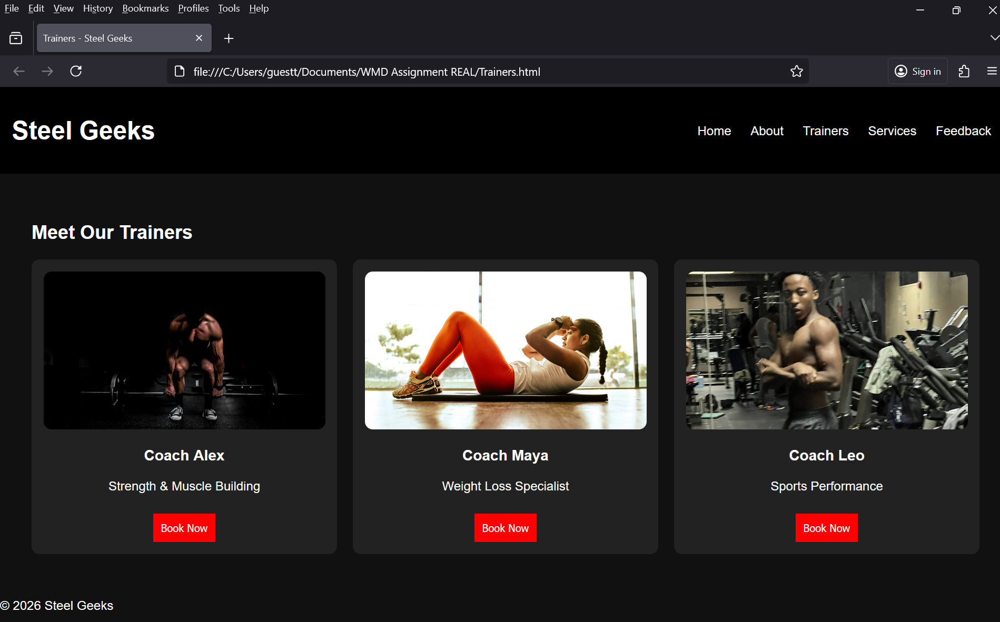 File Edit View History Bookmarks Profiles Tools Help
Trainers - Steel Geeks
file:///C:/Users/guestt/Documents/WMD Assignment REAL/Trainers.html
Sign in
Steel Geeks
Home About Trainers Services Feedback
Meet Our Trainers
Coach Alex
Strength & Muscle Building
Book Now
Coach Maya
Weight Loss Specialist
Book Now
Coach Leo
Sports Performance
Book Now
© 2026 Steel Geeks